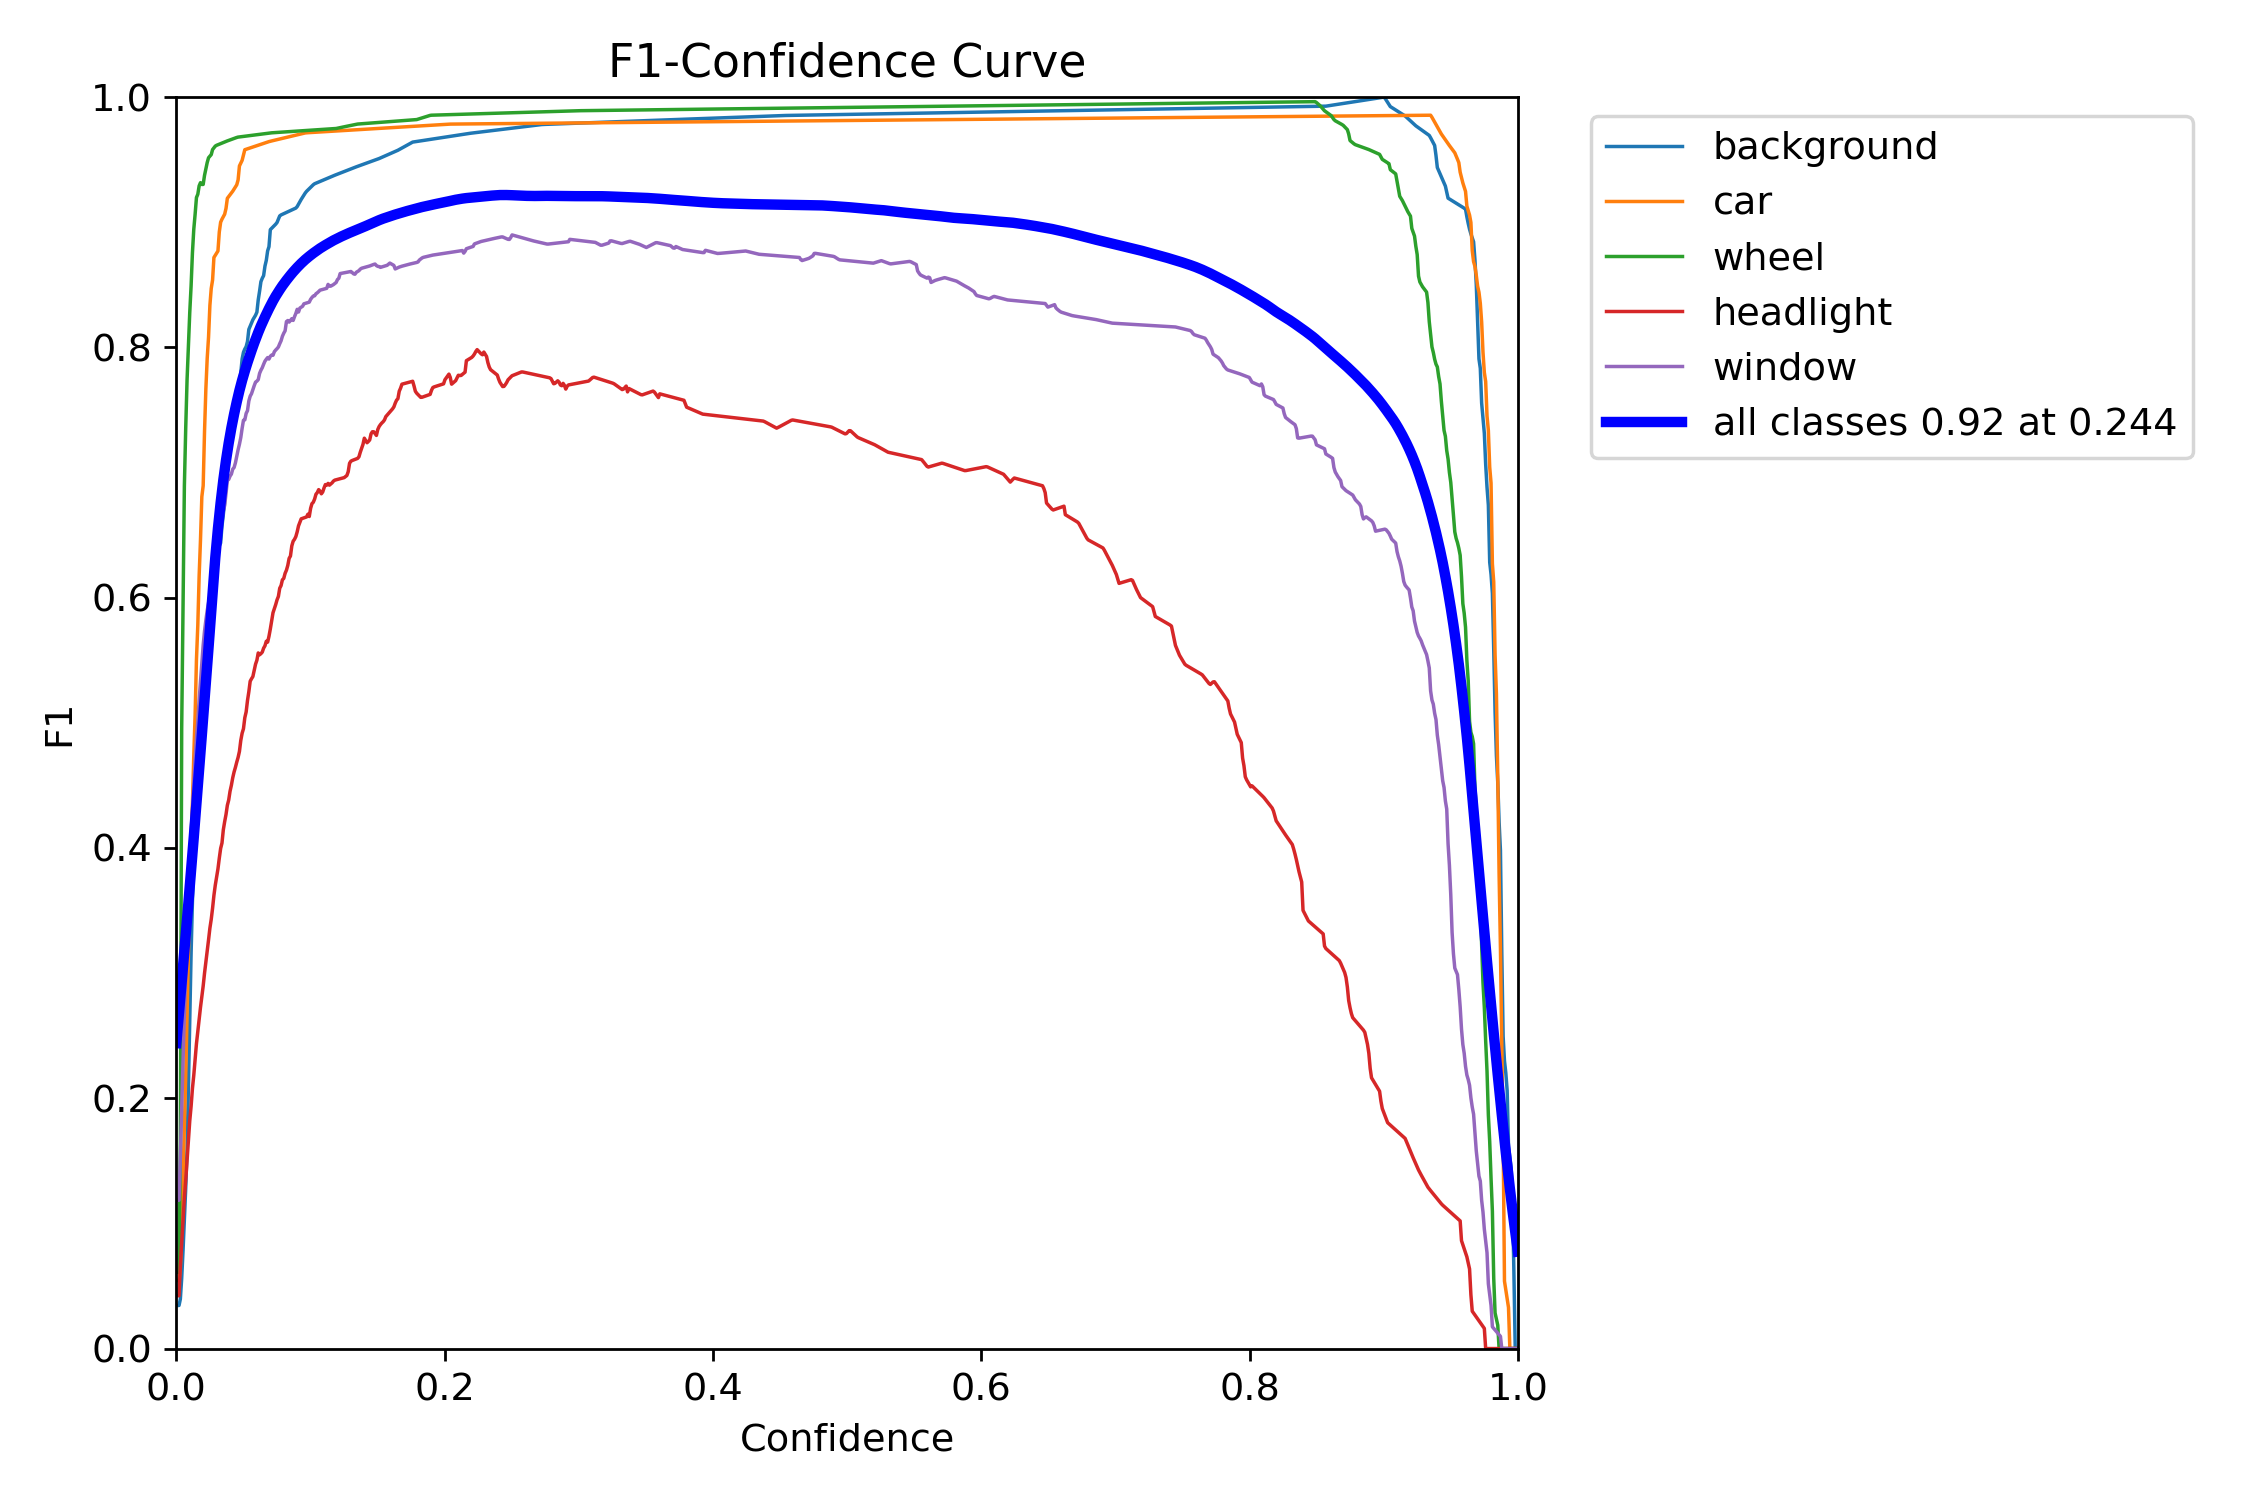 F1-Confidence Curve
1.0
0.8
0.6
0.4
0.2
0.0
F1
0.0 0.2 0.4 0.6 0.8 1.0
Confidence
background
car
wheel
headlight
window
all classes 0.92 at 0.244